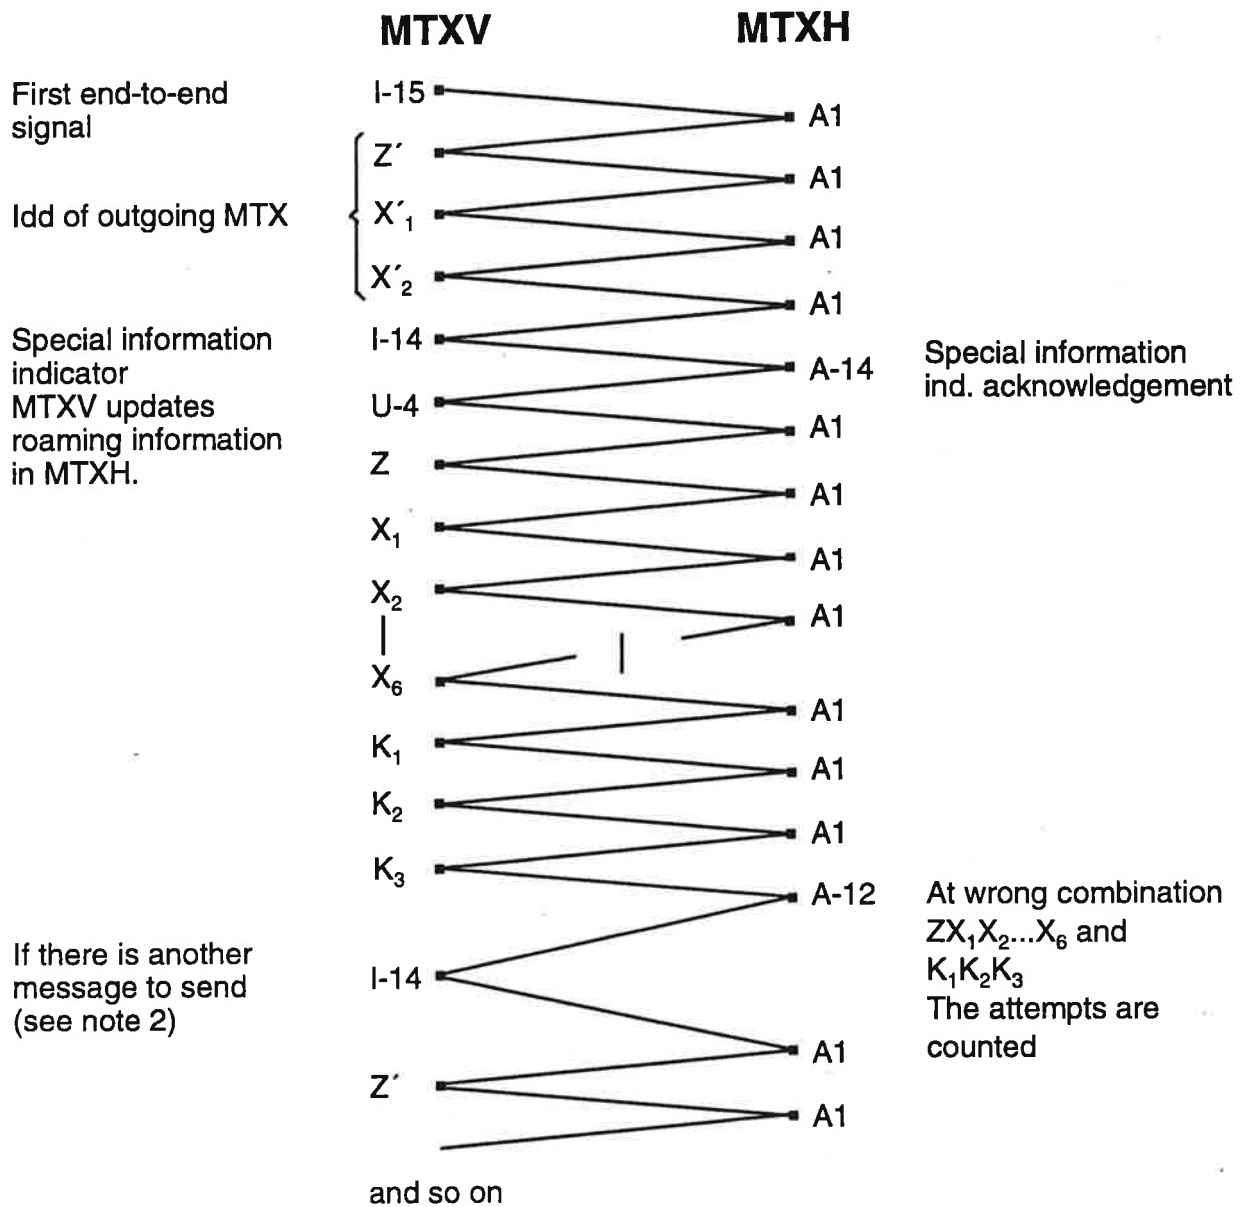 MTXV MTXH
First end-to-end
signal
I-15
A1
Z´
A1
Idd of outgoing MTX
X´₁
A1
X´₂
A1
Special information
indicator
MTXV updates
roaming information
in MTXH.
I-14
A-14
Special information
ind. acknowledgement
U-4
A1
Z
A1
X₁
A1
X₂
A1
X₆
A1
K₁
A1
K₂
A1
K₃
A-12
At wrong combination
ZX₁X₂...X₆ and
K₁K₂K₃
The attempts are
counted
If there is another
message to send
(see note 2)
I-14
A1
Z´
A1
and so on